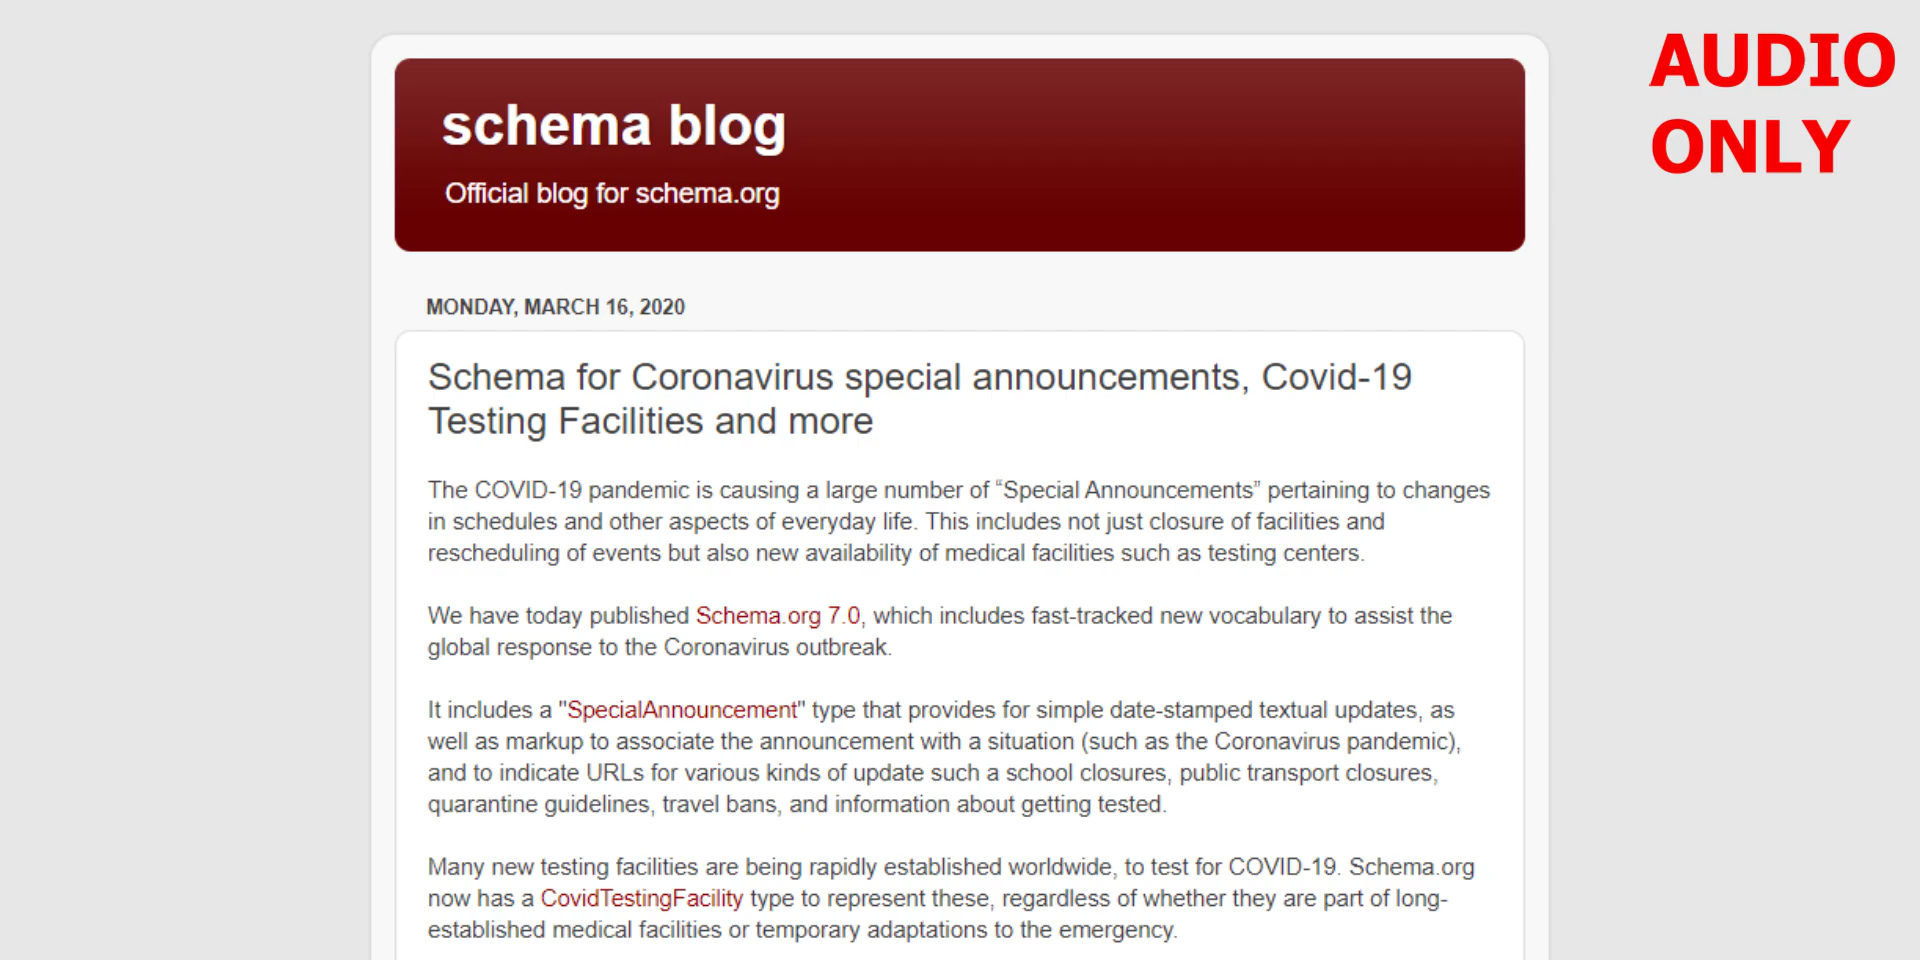 AUDIO
ONLY
schema blog
Official blog for schema.org
MONDAY, MARCH 16, 2020
Schema for Coronavirus special announcements, Covid-19
Testing Facilities and more
The COVID-19 pandemic is causing a large number of “Special Announcements” pertaining to changes
in schedules and other aspects of everyday life. This includes not just closure of facilities and
rescheduling of events but also new availability of medical facilities such as testing centers.
We have today published Schema.org 7.0, which includes fast-tracked new vocabulary to assist the
global response to the Coronavirus outbreak.
It includes a "SpecialAnnouncement" type that provides for simple date-stamped textual updates, as
well as markup to associate the announcement with a situation (such as the Coronavirus pandemic),
and to indicate URLs for various kinds of update such a school closures, public transport closures,
quarantine guidelines, travel bans, and information about getting tested.
Many new testing facilities are being rapidly established worldwide, to test for COVID-19. Schema.org
now has a CovidTestingFacility type to represent these, regardless of whether they are part of long-
established medical facilities or temporary adaptations to the emergency.